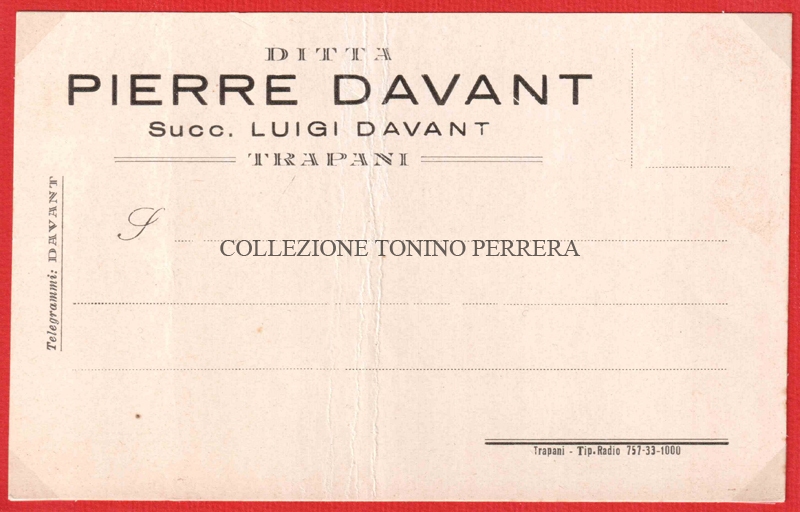 DITTA
PIERRE DAVANT
Succ. LUIGI DAVANT
TRAPANI
Telegrammi: DAVANT
S
COLLEZIONE TONINO PERRERA
Trapani - Tip. Radio 757-33-1000